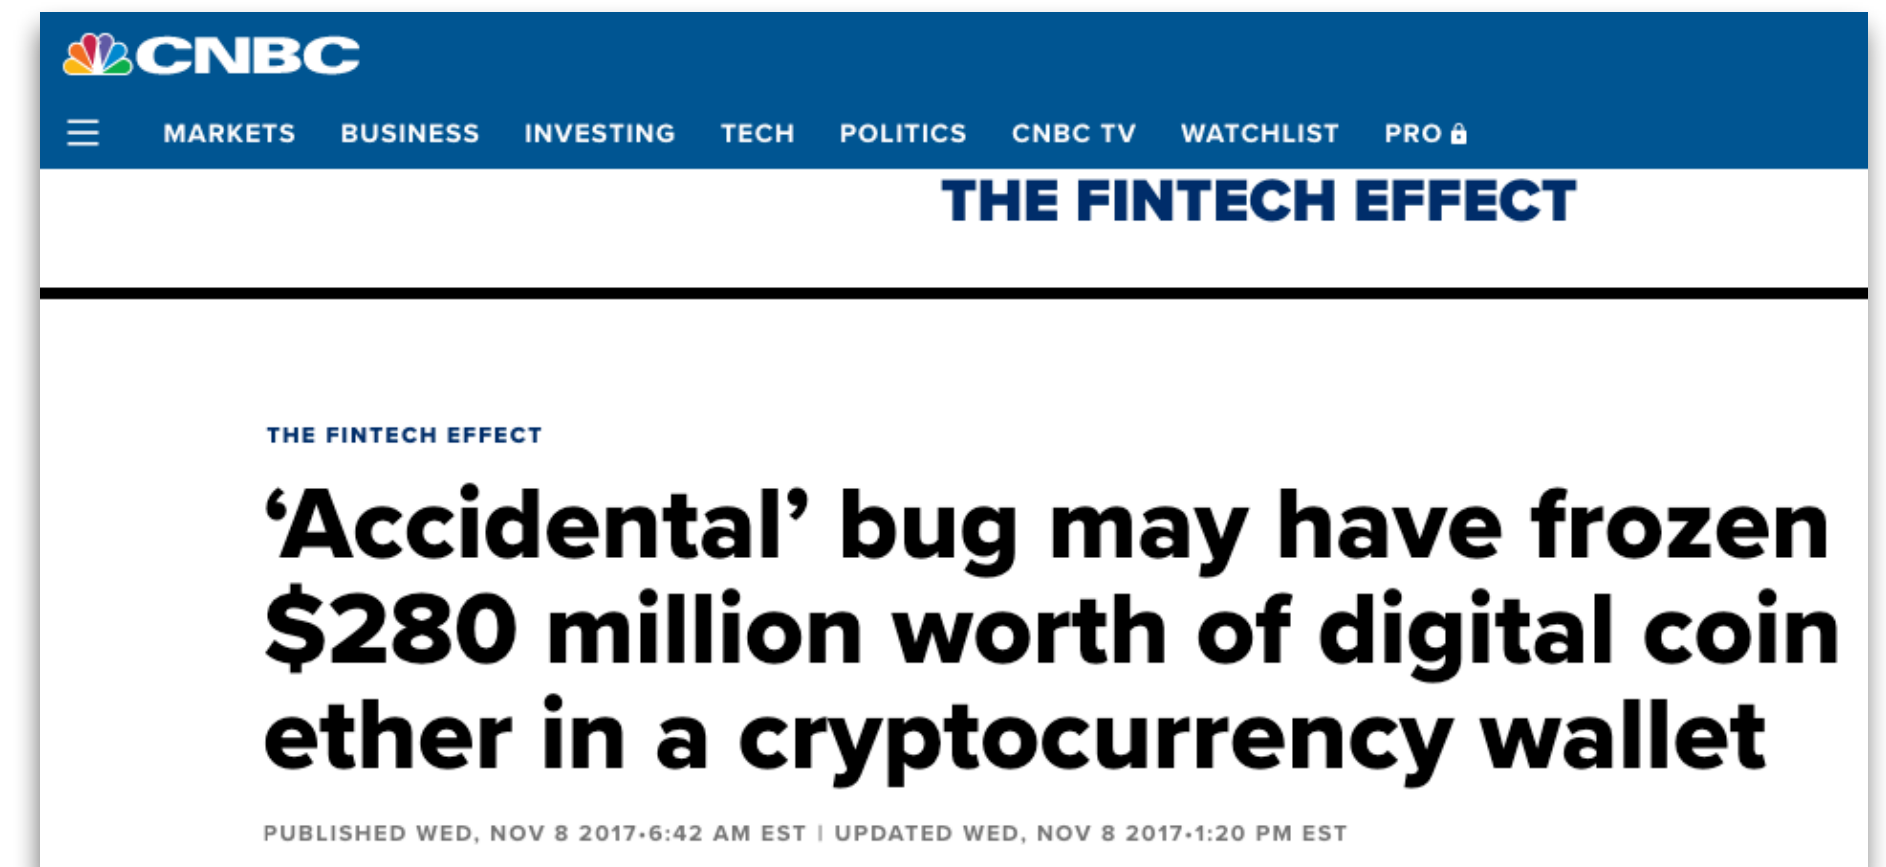 CNBC
MARKETS BUSINESS INVESTING TECH POLITICS CNBC TV WATCHLIST PRO
THE FINTECH EFFECT
THE FINTECH EFFECT
‘Accidental’ bug may have frozen
$280 million worth of digital coin
ether in a cryptocurrency wallet
PUBLISHED WED, NOV 8 2017•6:42 AM EST | UPDATED WED, NOV 8 2017•1:20 PM EST